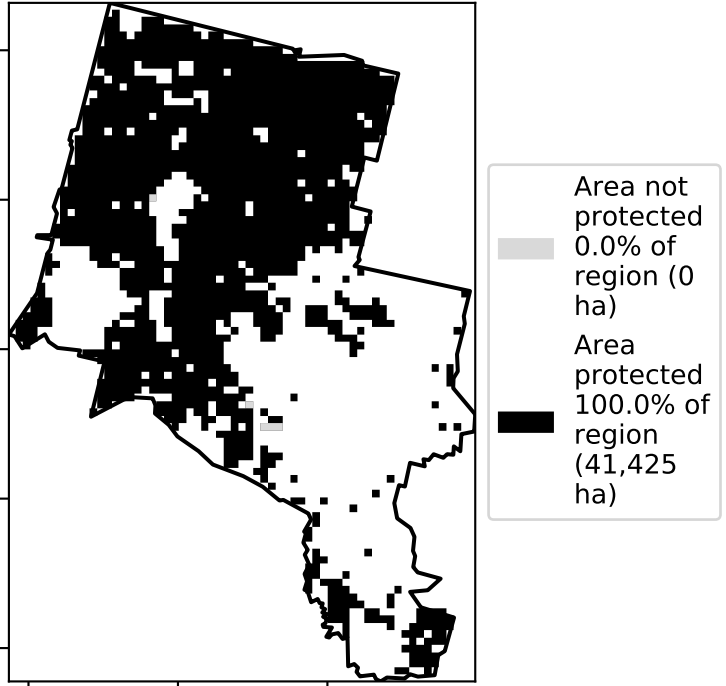 Area not
protected
0.0% of
region (0
ha)
Area
protected
100.0% of
region
(41,425
ha)